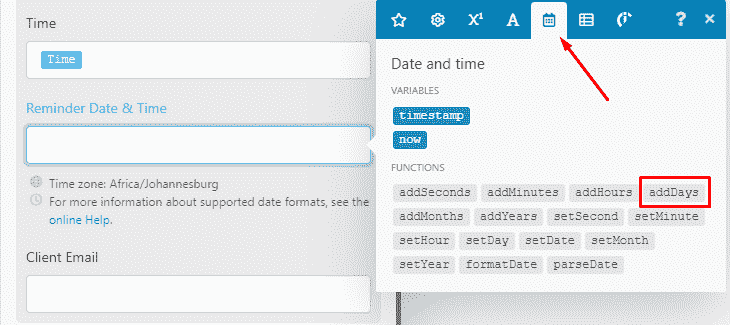 Time
Time
Reminder Date & Time
Time zone: Africa/Johannesburg
For more information about supported date formats, see the
online Help.
Client Email
X¹ A ? ×
Date and time
VARIABLES
timestamp
now
FUNCTIONS
addSeconds addMinutes addHours addDays
addMonths addYears setSecond setMinute
setHour setDay setDate setMonth
setYear formatDate parseDate